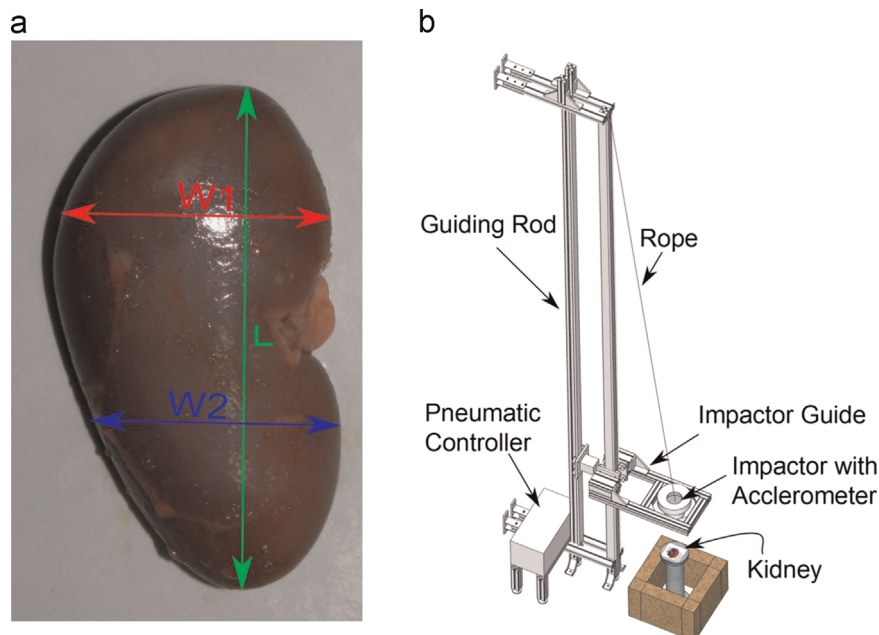 a
b
W1
L
W2
Guiding Rod
Rope
Pneumatic
Controller
Impactor Guide
Impactor with
Acclerometer
Kidney